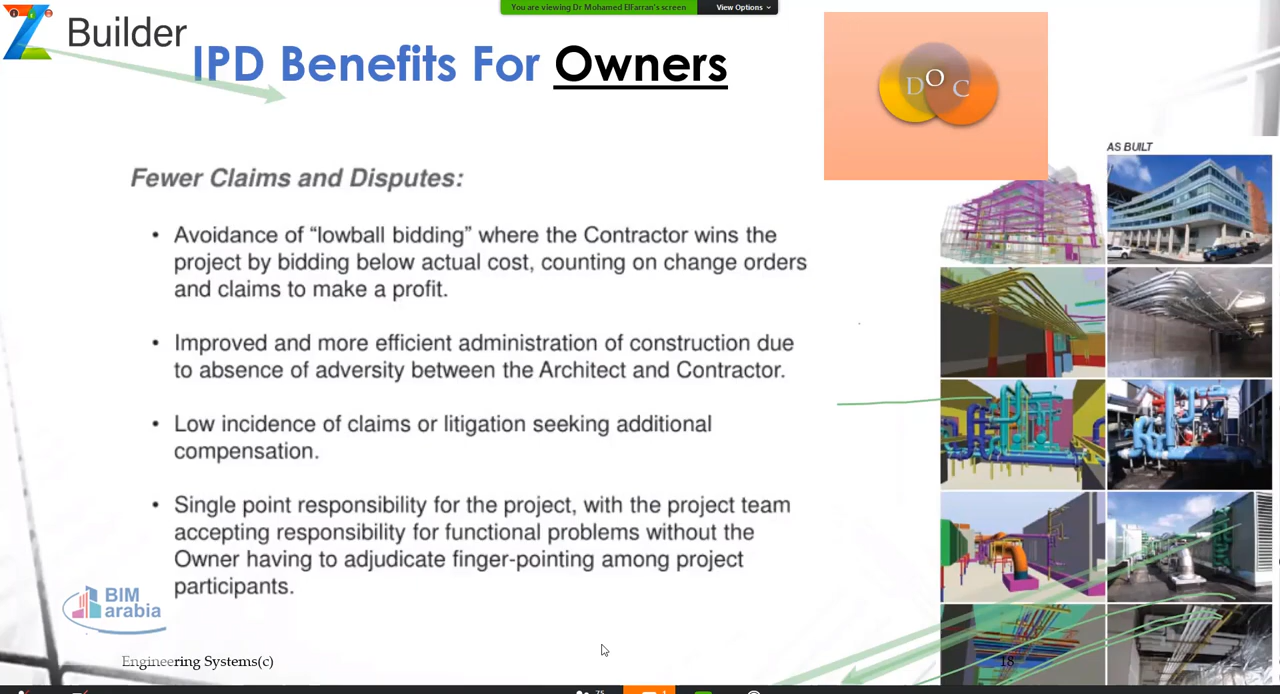 You are viewing Dr Mohamed ElFarran's screen
View Options
Builder
IPD Benefits For Owners
D O C
AS BUILT
Fewer Claims and Disputes:
• Avoidance of “lowball bidding” where the Contractor wins the
project by bidding below actual cost, counting on change orders
and claims to make a profit.
• Improved and more efficient administration of construction due
to absence of adversity between the Architect and Contractor.
• Low incidence of claims or litigation seeking additional
compensation.
• Single point responsibility for the project, with the project team
accepting responsibility for functional problems without the
Owner having to adjudicate finger-pointing among project
participants.
BIM
arabia
Engineering Systems(c)
18
75
1